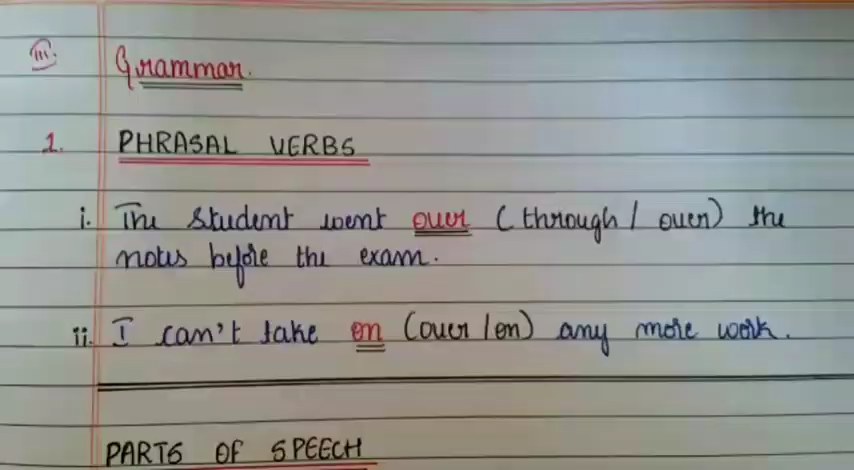 III.
Grammar.
1. PHRASAL VERBS
i. The student went over (through / over) the
notes before the exam.
ii. I can't take on (over / on) any more work.
PARTS OF SPEECH